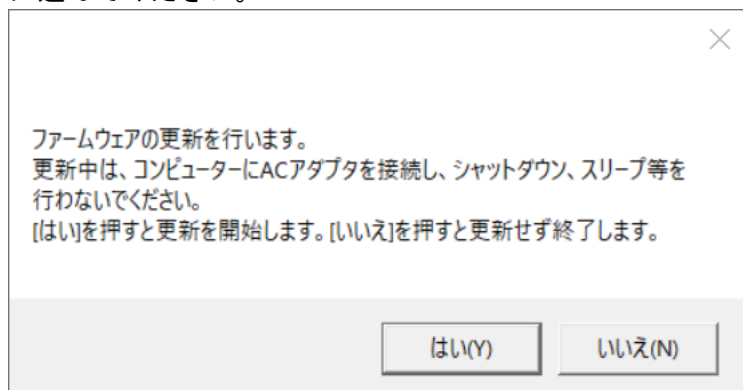 ファームウェアの更新を行います。
更新中は、コンピューターにACアダプタを接続し、シャットダウン、スリープ等を
行わないでください。
[はい]を押すと更新を開始します。[いいえ]を押すと更新せず終了します。
はい(Y)
いいえ(N)